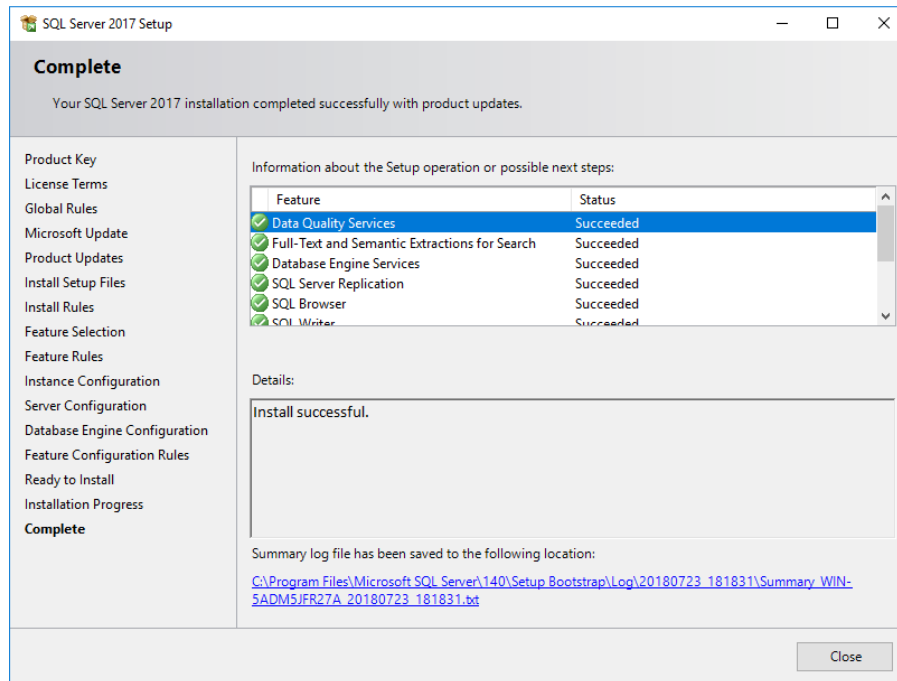 SQL Server 2017 Setup
Complete
Your SQL Server 2017 installation completed successfully with product updates.
Product Key
License Terms
Global Rules
Microsoft Update
Product Updates
Install Setup Files
Install Rules
Feature Selection
Feature Rules
Instance Configuration
Server Configuration
Database Engine Configuration
Feature Configuration Rules
Ready to Install
Installation Progress
Complete
Information about the Setup operation or possible next steps:
Feature Status
Data Quality Services Succeeded
Full-Text and Semantic Extractions for Search Succeeded
Database Engine Services Succeeded
SQL Server Replication Succeeded
SQL Browser Succeeded
SQL Writer Succeeded
Details:
Install successful.
Summary log file has been saved to the following location:
C:\Program Files\Microsoft SQL Server\140\Setup Bootstrap\Log\20180723_181831\Summary_WIN-
5ADM5JFR27A_20180723_181831.txt
Close